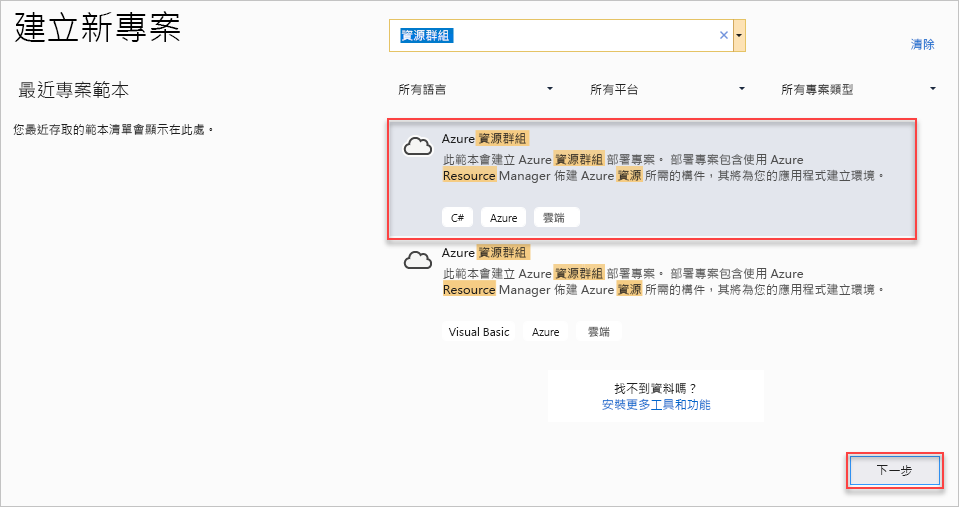 建立新專案
資源群組
清除
最近專案範本
所有語言
所有平台
所有專案類型
您最近存取的範本清單會顯示在此處。
Azure 資源群組
此範本會建立 Azure 資源群組 部署專案。 部署專案包含使用 Azure
Resource Manager 佈建 Azure 資源 所需的構件，其將為您的應用程式建立環境。
C#
Azure
雲端
Azure 資源群組
此範本會建立 Azure 資源群組 部署專案。 部署專案包含使用 Azure
Resource Manager 佈建 Azure 資源 所需的構件，其將為您的應用程式建立環境。
Visual Basic
Azure
雲端
找不到資料嗎？
安裝更多工具和功能
下一步